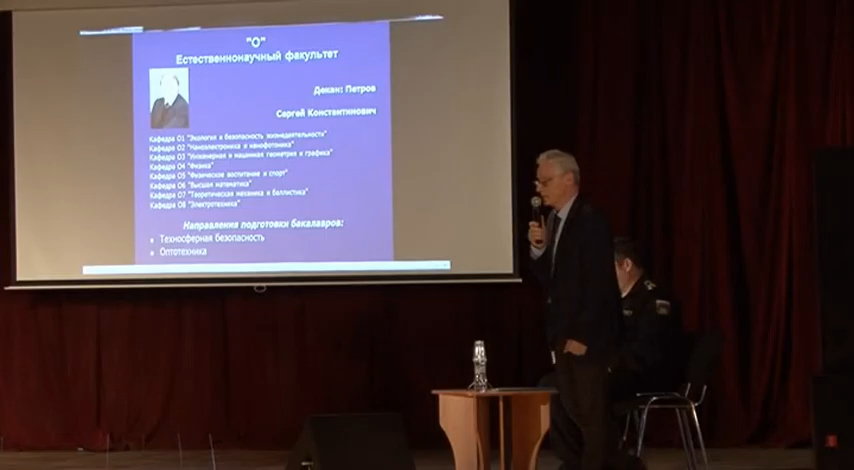 "О"
Естественнонаучный факультет
Декан: Петров
Сергей Константинович
Кафедра О1 "Экология и безопасность жизнедеятельности"
Кафедра О2 "Наноэлектроника и нанофотоника"
Кафедра О3 "Инженерная и машинная геометрия и графика"
Кафедра О4 "Физика"
Кафедра О5 "Физическое воспитание и спорт"
Кафедра О6 "Высшая математика"
Кафедра О7 "Теоретическая механика и баллистика"
Кафедра О8 "Электротехника"
Направления подготовки бакалавров:
Техносферная безопасность
Оптотехника